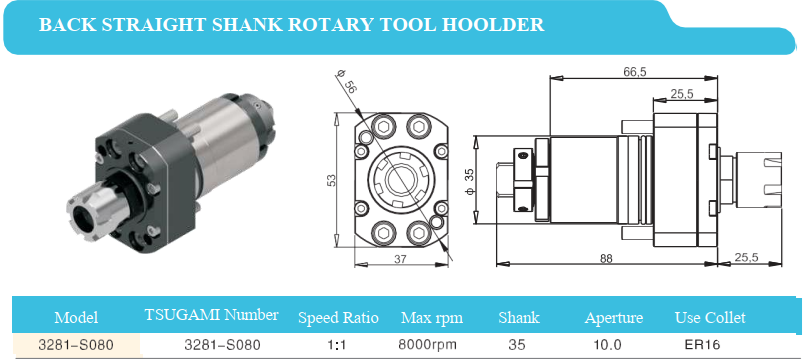 BACK STRAIGHT SHANK ROTARY TOOL HOOLDER
ϕ 56
53
37
66,5
25,5
ϕ 35
88
25,5
Model TSUGAMI Number Speed Ratio Max rpm Shank Aperture Use Collet
3281-S080 3281-S080 1:1 8000rpm 35 10.0 ER16